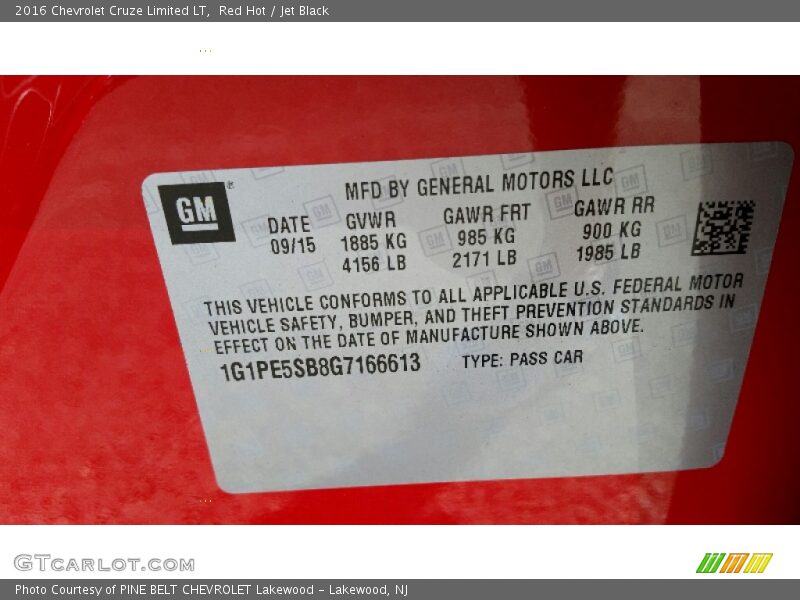 2016 Chevrolet Cruze Limited LT, Red Hot / Jet Black
GM®
MFD BY GENERAL MOTORS LLC
DATE GVWR GAWR FRT GAWR RR
09/15 1885 KG 985 KG 900 KG
4156 LB 2171 LB 1985 LB
THIS VEHICLE CONFORMS TO ALL APPLICABLE U.S. FEDERAL MOTOR
VEHICLE SAFETY, BUMPER, AND THEFT PREVENTION STANDARDS IN
EFFECT ON THE DATE OF MANUFACTURE SHOWN ABOVE.
1G1PE5SB8G7166613 TYPE: PASS CAR
GTCARLOT.COM
Photo Courtesy of PINE BELT CHEVROLET Lakewood - Lakewood, NJ